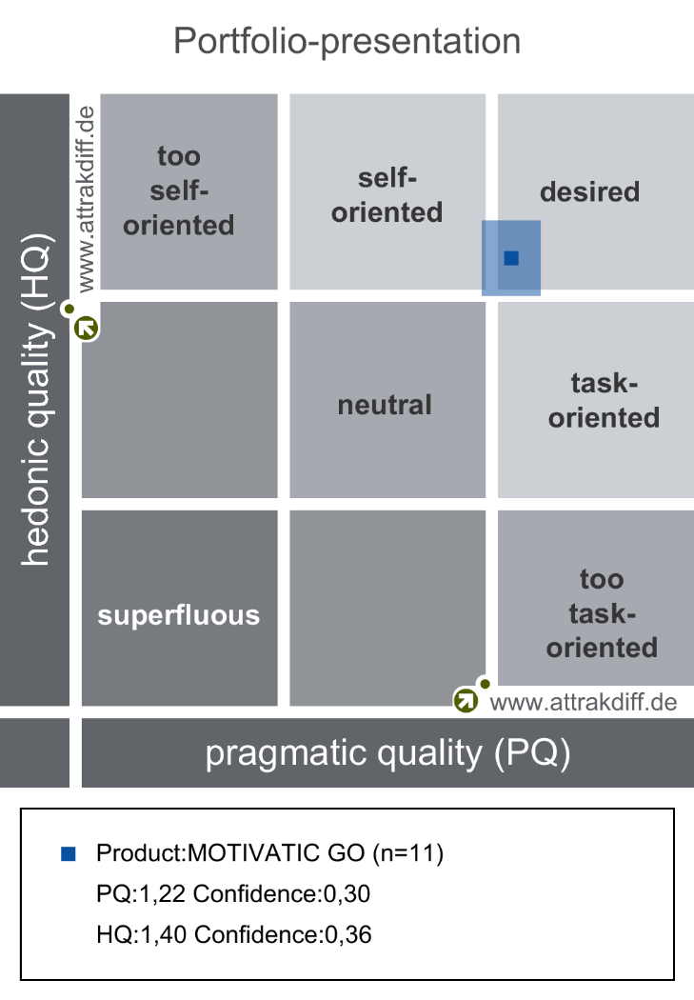 Portfolio-presentation
www.attrakdiff.de
hedonic quality (HQ)
too
self-
oriented
self-
oriented
desired
neutral
task-
oriented
superfluous
too
task-
oriented
www.attrakdiff.de
pragmatic quality (PQ)
Product:MOTIVATIC GO (n=11)
PQ:1,22 Confidence:0,30
HQ:1,40 Confidence:0,36